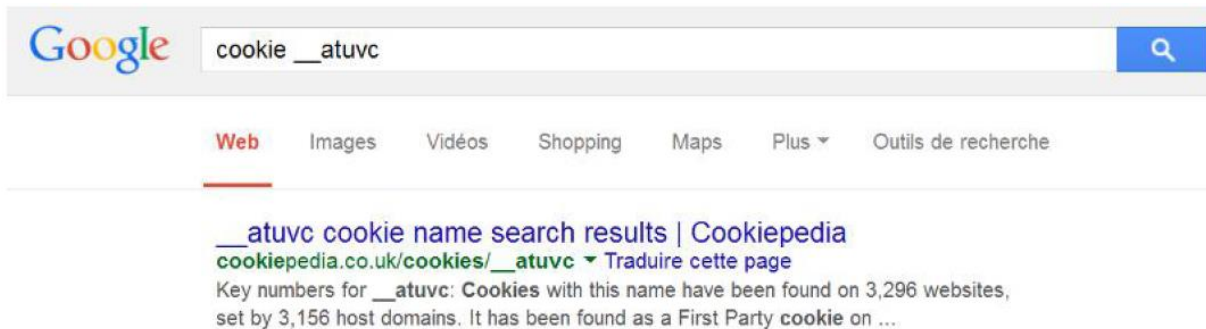 Google cookie __atuvc
Web Images Vidéos Shopping Maps Plus Outils de recherche
__atuvc cookie name search results | Cookiepedia
cookiepedia.co.uk/cookies/__atuvc Traduire cette page
Key numbers for __atuvc: Cookies with this name have been found on 3,296 websites,
set by 3,156 host domains. It has been found as a First Party cookie on ...